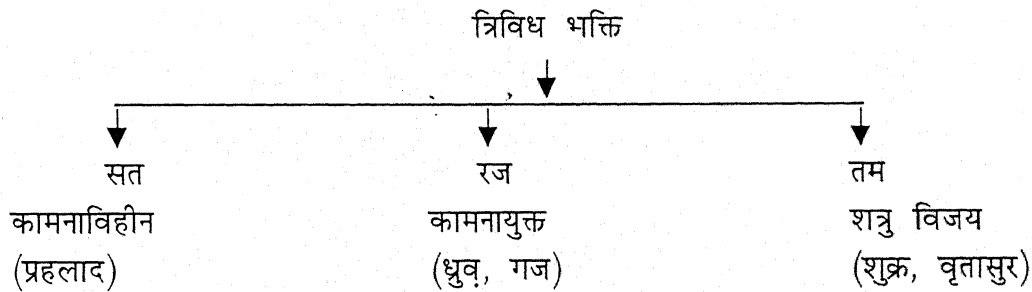 त्रिविध भक्ति
सत
कामनाविहीन
(प्रहलाद)
रज
कामनायुक्त
(ध्रुव, गज)
तम
शत्रु विजय
(शुक्र, वृतासुर)